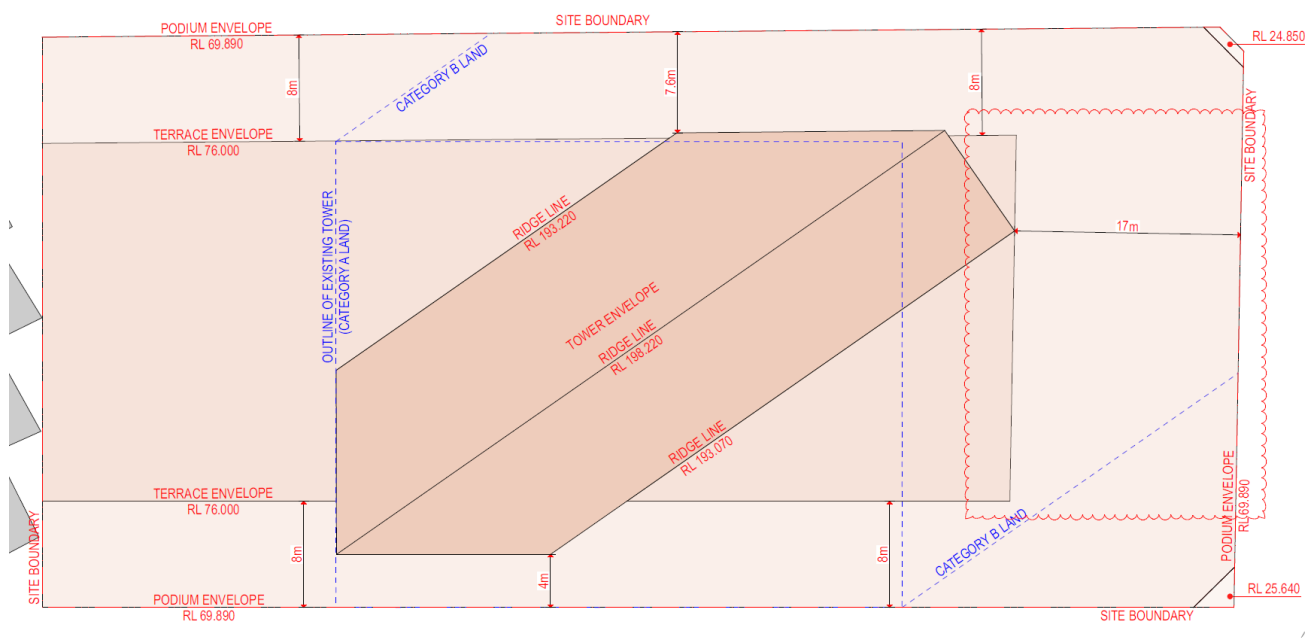 SITE BOUNDARY
PODIUM ENVELOPE
RL 69.890
RL 24.850
8m
CATEGORY B LAND
7.6m
8m
SITE BOUNDARY
TERRACE ENVELOPE
RL 76.000
OUTLINE OF EXISTING TOWER
(CATEGORY A LAND)
RIDGE LINE
RL 193.220
17m
TOWER ENVELOPE
RIDGE LINE
RL 198.220
RIDGE LINE
RL 193.070
TERRACE ENVELOPE
RL 76.000
PODIUM ENVELOPE
RL 69.890
SITE BOUNDARY
8m
4m
8m
CATEGORY B LAND
RL 25.640
PODIUM ENVELOPE
RL 69.890
SITE BOUNDARY